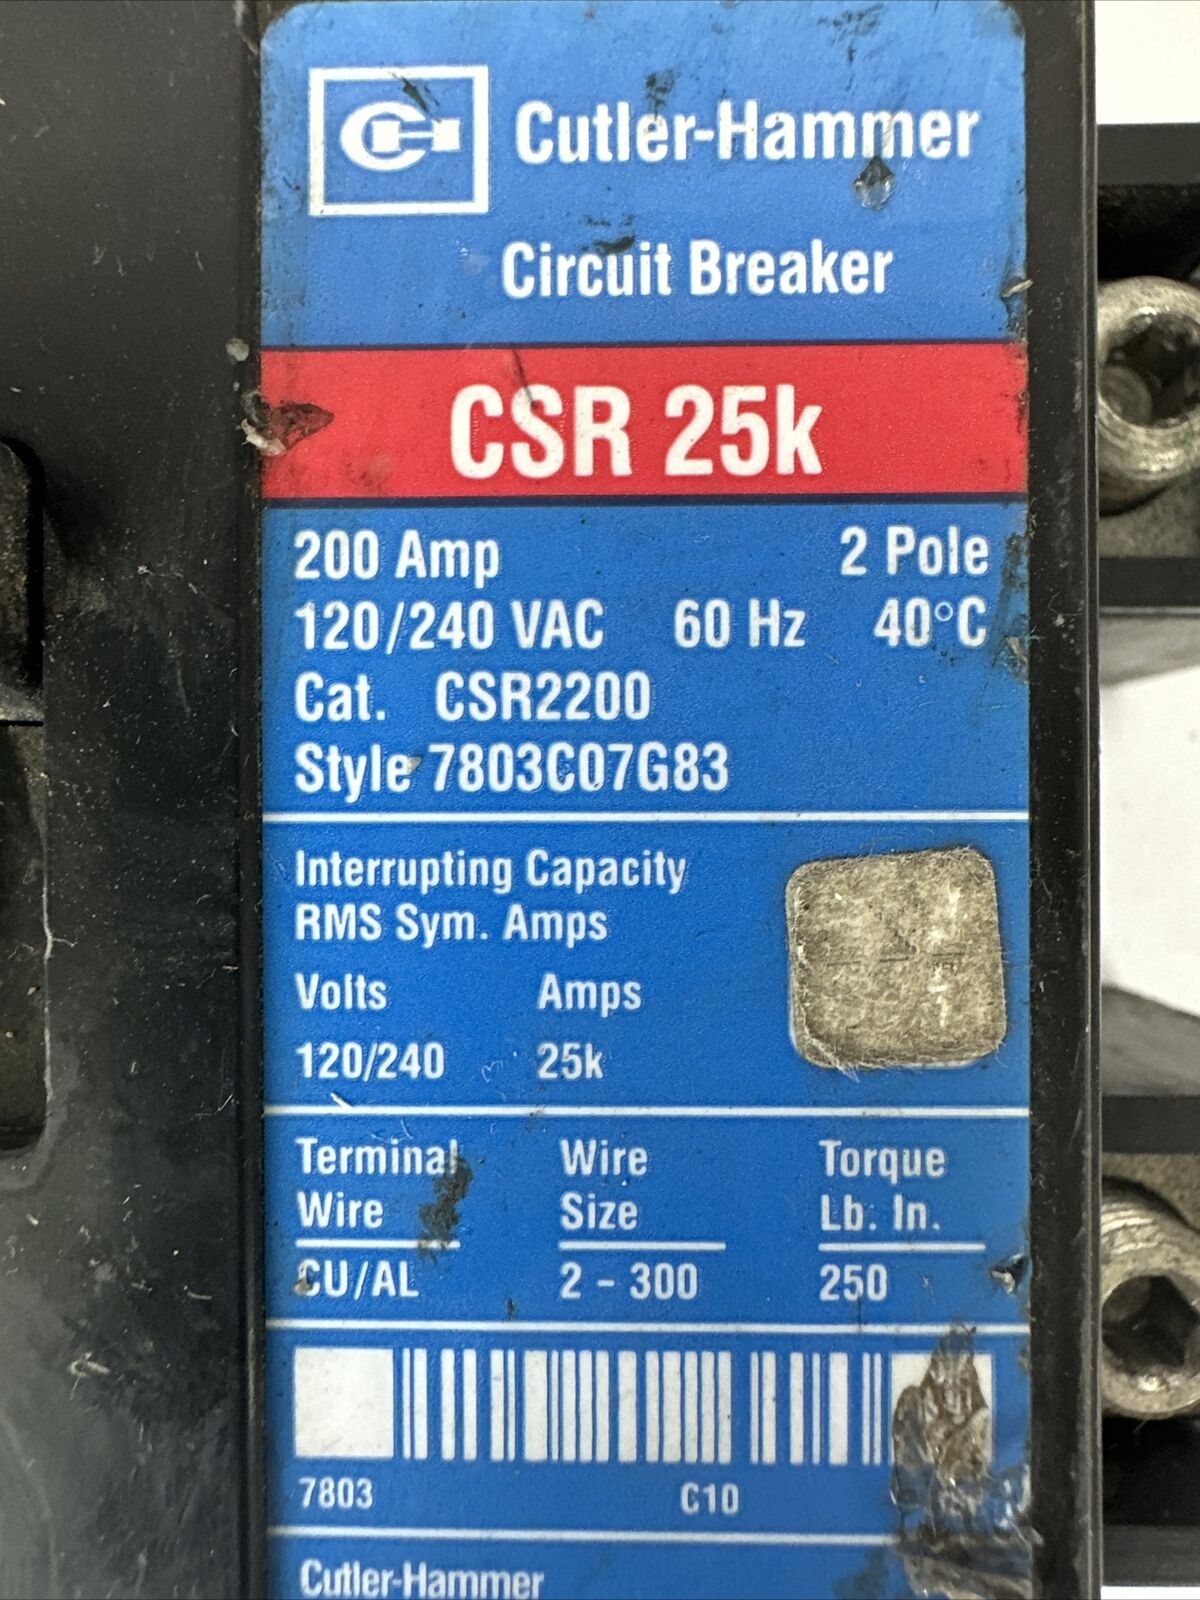 CH Cutler-Hammer
Circuit Breaker
CSR 25k
200 Amp 2 Pole
120/240 VAC 60 Hz 40°C
Cat. CSR2200
Style 7803C07G83
Interrupting Capacity
RMS Sym. Amps
Volts Amps
120/240 25k
Terminal Wire Torque
Wire Size Lb. In.
CU/AL 2 - 300 250
7803 C10
Cutler-Hammer